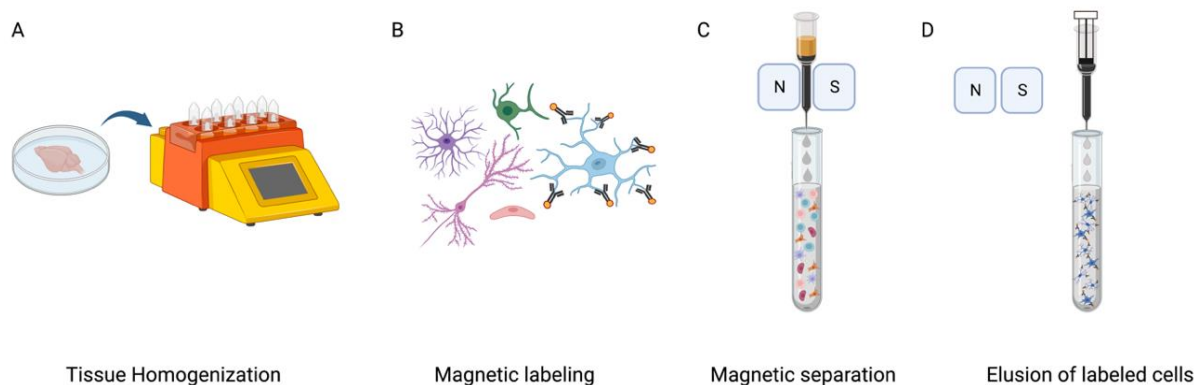 A
B
C
D
N S
N S
Tissue Homogenization
Magnetic labeling
Magnetic separation
Elusion of labeled cells